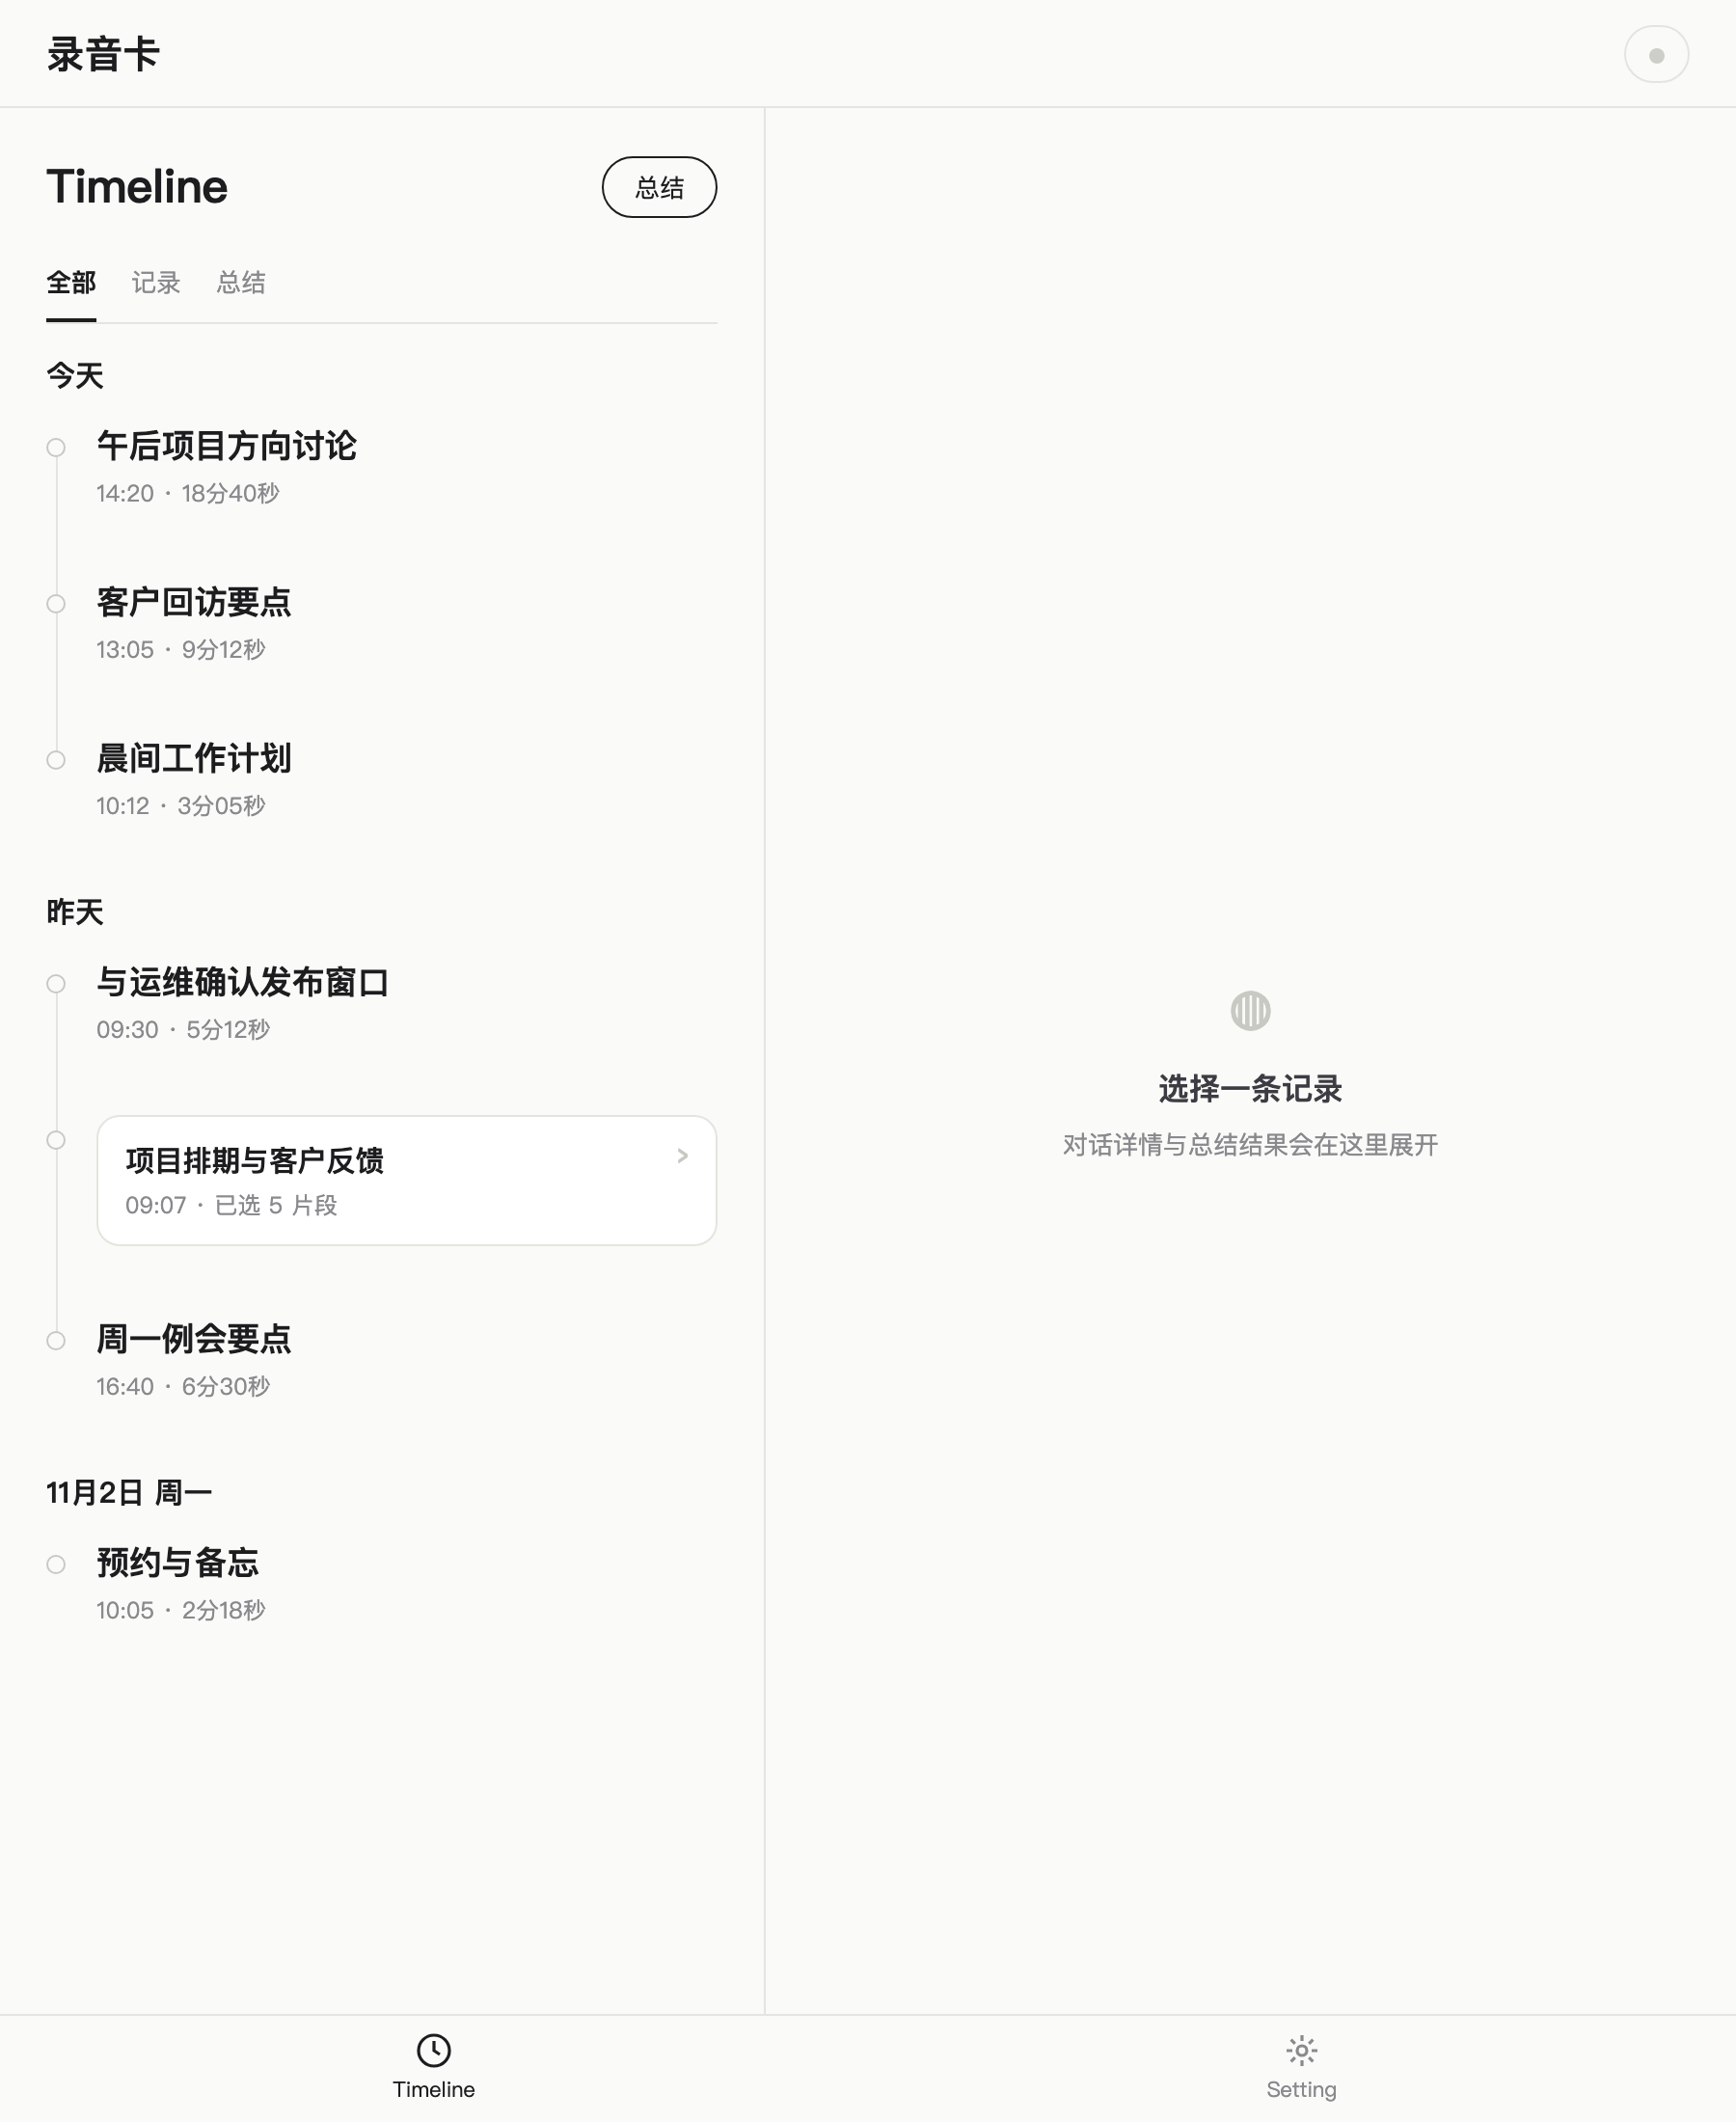 录音卡
Timeline
总结
全部 记录 总结
今天
午后项目方向讨论
14:20 · 18分40秒
客户回访要点
13:05 · 9分12秒
晨间工作计划
10:12 · 3分05秒
昨天
与运维确认发布窗口
09:30 · 5分12秒
项目排期与客户反馈
09:07 · 已选 5 片段
周一例会要点
16:40 · 6分30秒
11月2日 周一
预约与备忘
10:05 · 2分18秒
选择一条记录
对话详情与总结结果会在这里展开
Timeline
Setting